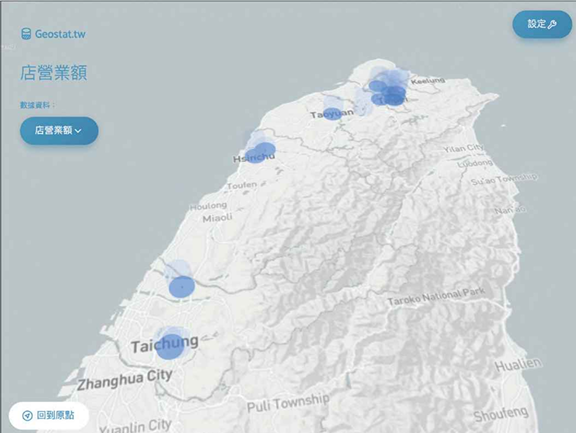 Geostat.tw
設定
店營業額
數據資料：
店營業額
Keelung
Taoyuan
Hsinchu
Yilan City
Luodong
Toufen
Su'ao Township
Houlong
Miaoli
Nan'ao
Taroko National Park
Taichung
Zhanghua City
Hualien
Puli Township
Shoufeng
回到原點
Yuanlin City